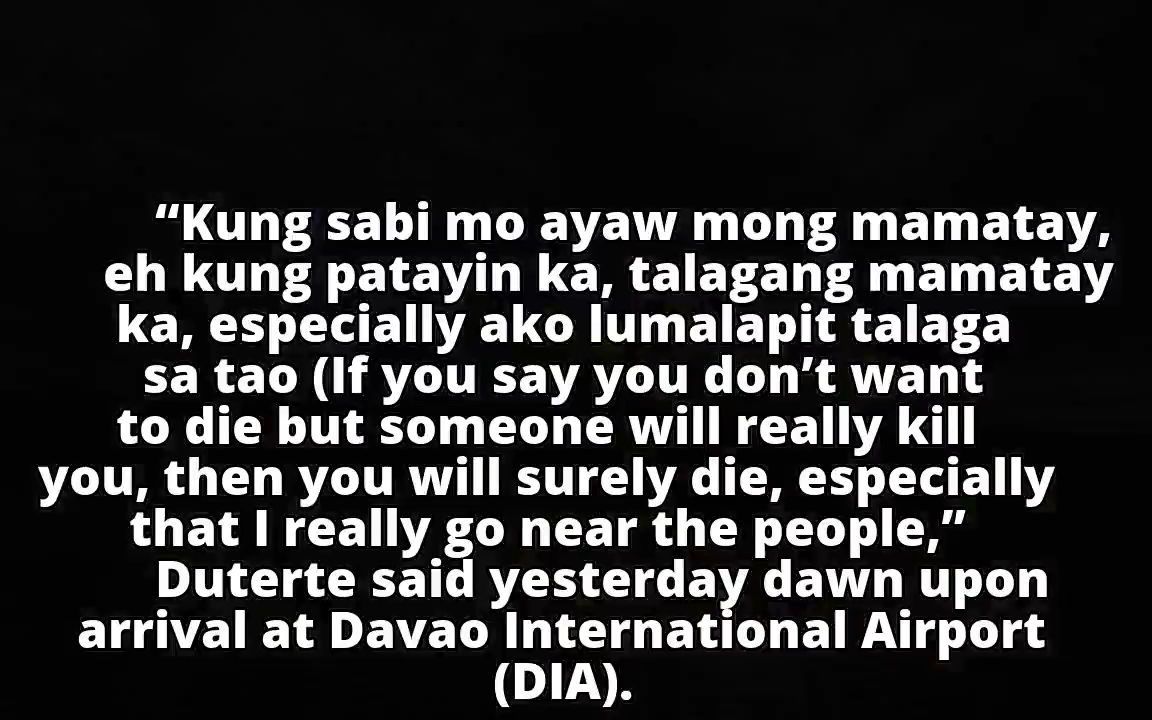 “Kung sabi mo ayaw mong mamatay,
eh kung patayin ka, talagang mamatay
ka, especially ako lumalapit talaga
sa tao (If you say you don’t want
to die but someone will really kill
you, then you will surely die, especially
that I really go near the people,”
Duterte said yesterday dawn upon
arrival at Davao International Airport
(DIA).